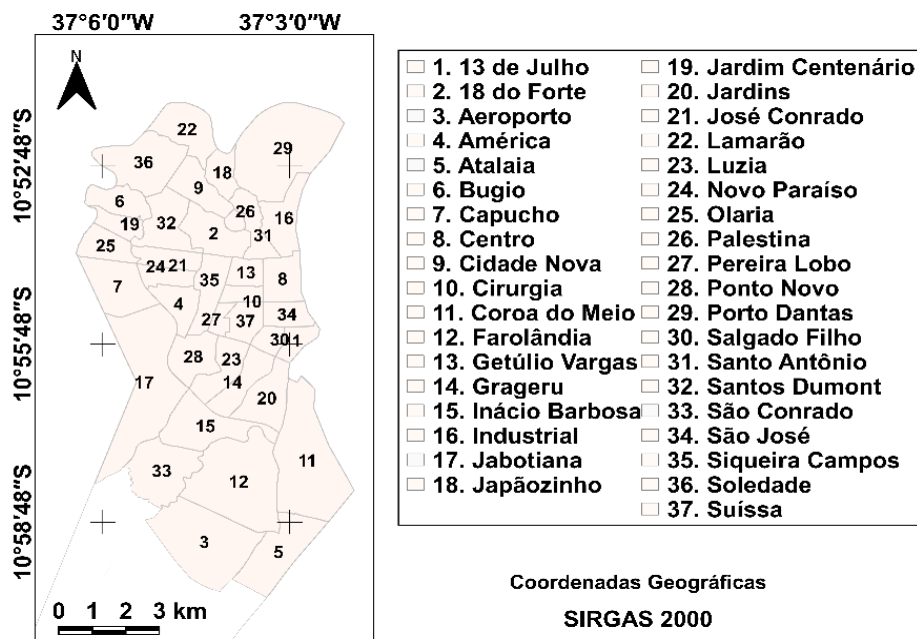 37°6′0″W 37°3′0″W
N
10°52′48″S
10°55′48″S
10°58′48″S
22
29
36
18
9
6
26
16
19
32
2
31
25
24
21
13
7
35
8
4
10
27
37
34
30
1
28
23
17
14
20
15
11
33
12
3
5
0 1 2 3 km
1. 13 de Julho
2. 18 do Forte
3. Aeroporto
4. América
5. Atalaia
6. Bugio
7. Capucho
8. Centro
9. Cidade Nova
10. Cirurgia
11. Coroa do Meio
12. Farolândia
13. Getúlio Vargas
14. Grageru
15. Inácio Barbosa
16. Industrial
17. Jabotiana
18. Japãozinho
19. Jardim Centenário
20. Jardins
21. José Conrado
22. Lamarão
23. Luzia
24. Novo Paraíso
25. Olaria
26. Palestina
27. Pereira Lobo
28. Ponto Novo
29. Porto Dantas
30. Salgado Filho
31. Santo Antônio
32. Santos Dumont
33. São Conrado
34. São José
35. Siqueira Campos
36. Soledade
37. Suíssa
Coordenadas Geográficas
SIRGAS 2000